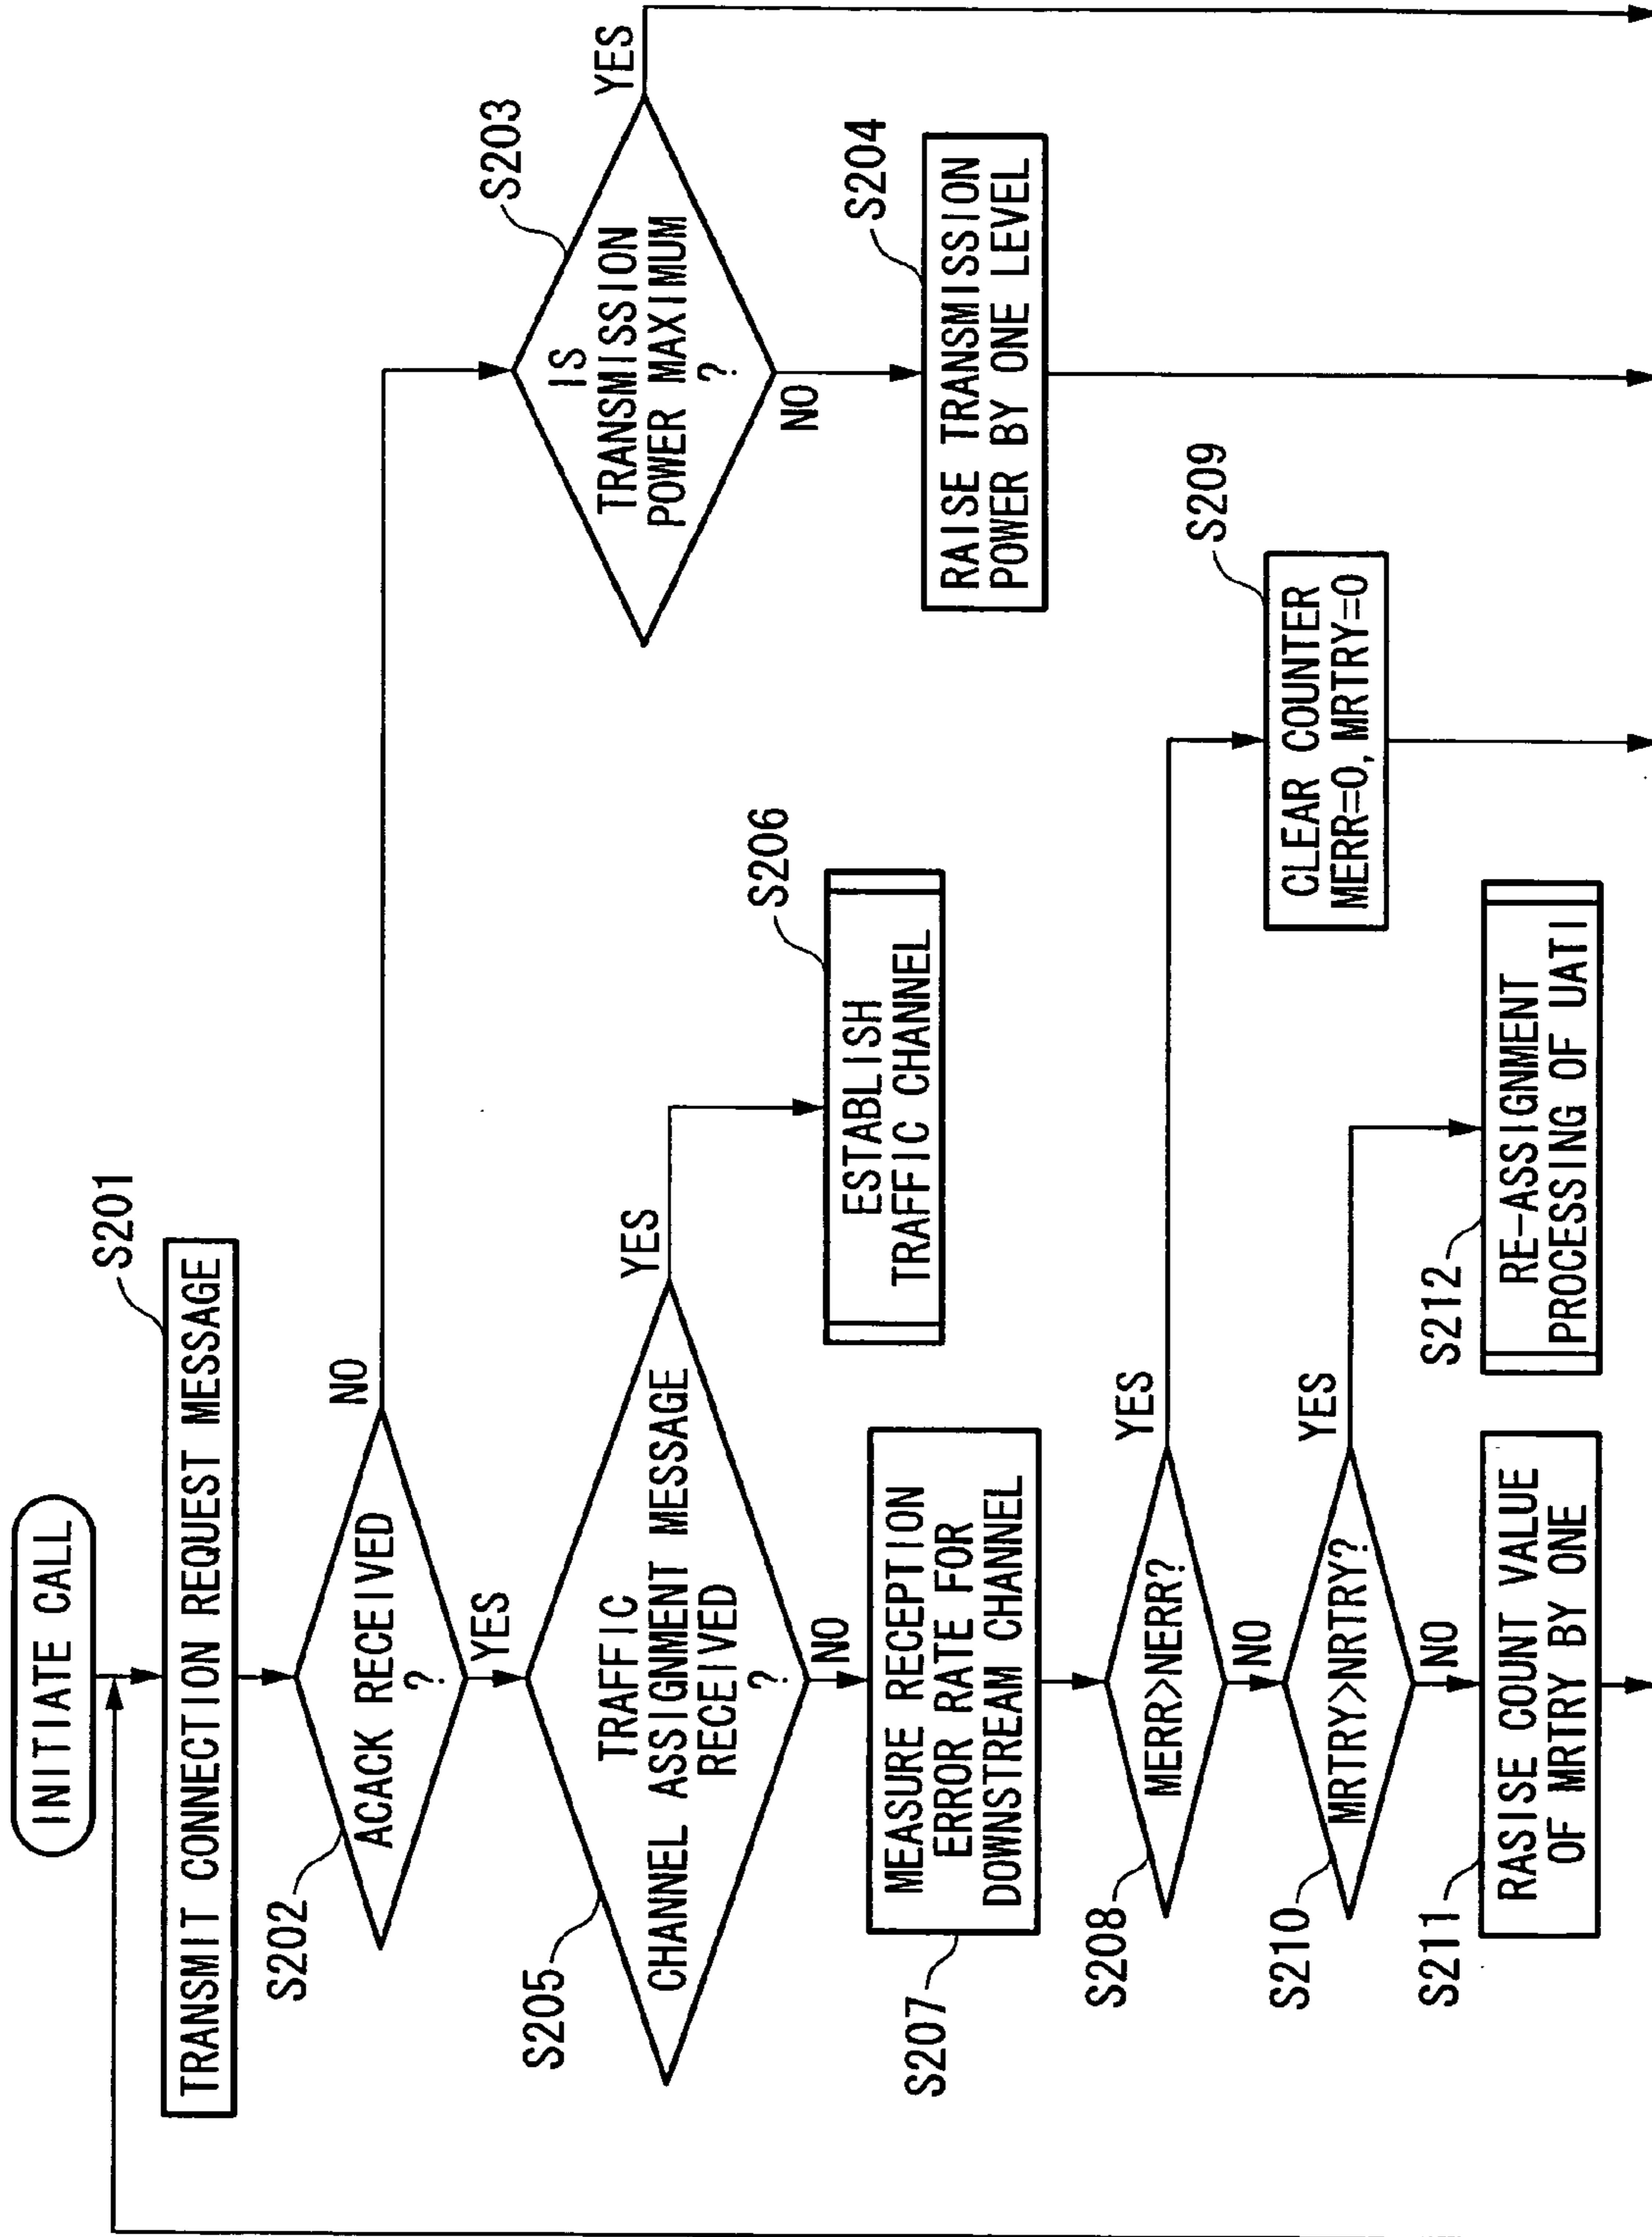 INITIATE CALL
S201
TRANSMIT CONNECTION REQUEST MESSAGE
S202
ACACK RECEIVED
?
NO
YES
S203
IS
TRANSMISSION
POWER MAXIMUM
?
YES
NO
S204
RAISE TRANSMISSION
POWER BY ONE LEVEL
S205
TRAFFIC
CHANNEL ASSIGNMENT MESSAGE
RECEIVED
?
YES
NO
S206
ESTABLISH
TRAFFIC CHANNEL
S207
MEASURE RECEPTION
ERROR RATE FOR
DOWNSTREAM CHANNEL
S208
MERR>NERR?
YES
NO
S209
CLEAR COUNTER
MERR=0, MRTRY=0
S210
MRTRY>NRTRY?
YES
NO
S211
RASISE COUNT VALUE
OF MRTRY BY ONE
S212
RE-ASSIGNMENT
PROCESSING OF UATI